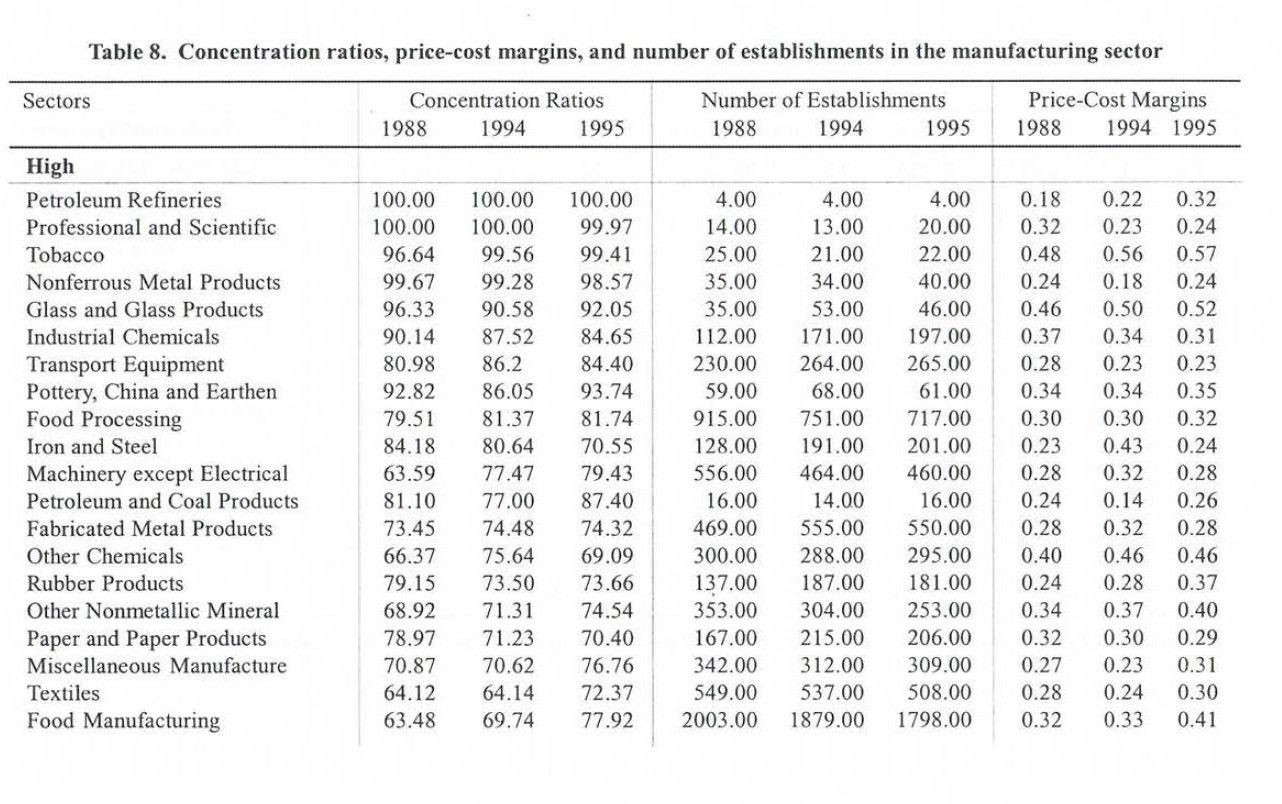 Table 8. Concentration ratios, price-cost margins, and number of establishments in the manufacturing sector
Sectors Concentration Ratios Number of Establishments Price-Cost Margins
1988 1994 1995 1988 1994 1995 1988 1994 1995
High
Petroleum Refineries 100.00 100.00 100.00 4.00 4.00 4.00 0.18 0.22 0.32
Professional and Scientific 100.00 100.00 99.97 14.00 13.00 20.00 0.32 0.23 0.24
Tobacco 96.64 99.56 99.41 25.00 21.00 22.00 0.48 0.56 0.57
Nonferrous Metal Products 99.67 99.28 98.57 35.00 34.00 40.00 0.24 0.18 0.24
Glass and Glass Products 96.33 90.58 92.05 35.00 53.00 46.00 0.46 0.50 0.52
Industrial Chemicals 90.14 87.52 84.65 112.00 171.00 197.00 0.37 0.34 0.31
Transport Equipment 80.98 86.2 84.40 230.00 264.00 265.00 0.28 0.23 0.23
Pottery, China and Earthen 92.82 86.05 93.74 59.00 68.00 61.00 0.34 0.34 0.35
Food Processing 79.51 81.37 81.74 915.00 751.00 717.00 0.30 0.30 0.32
Iron and Steel 84.18 80.64 70.55 128.00 191.00 201.00 0.23 0.43 0.24
Machinery except Electrical 63.59 77.47 79.43 556.00 464.00 460.00 0.28 0.32 0.28
Petroleum and Coal Products 81.10 77.00 87.40 16.00 14.00 16.00 0.24 0.14 0.26
Fabricated Metal Products 73.45 74.48 74.32 469.00 555.00 550.00 0.28 0.32 0.28
Other Chemicals 66.37 75.64 69.09 300.00 288.00 295.00 0.40 0.46 0.46
Rubber Products 79.15 73.50 73.66 137.00 187.00 181.00 0.24 0.28 0.37
Other Nonmetallic Mineral 68.92 71.31 74.54 353.00 304.00 253.00 0.34 0.37 0.40
Paper and Paper Products 78.97 71.23 70.40 167.00 215.00 206.00 0.32 0.30 0.29
Miscellaneous Manufacture 70.87 70.62 76.76 342.00 312.00 309.00 0.27 0.23 0.31
Textiles 64.12 64.14 72.37 549.00 537.00 508.00 0.28 0.24 0.30
Food Manufacturing 63.48 69.74 77.92 2003.00 1879.00 1798.00 0.32 0.33 0.41